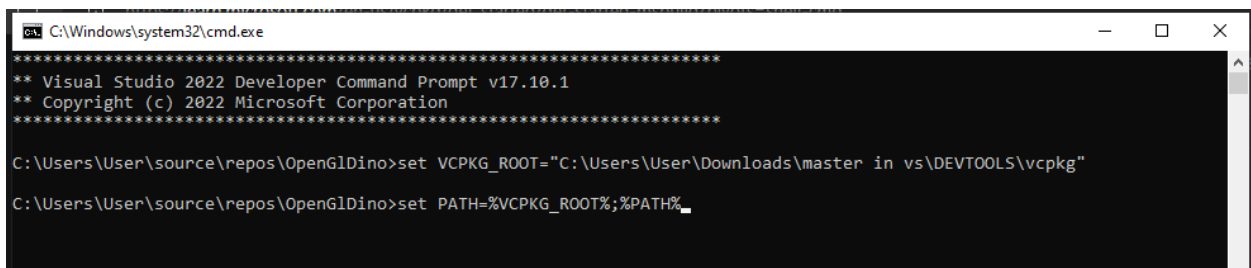 C:\Windows\system32\cmd.exe
**********************************************************************
** Visual Studio 2022 Developer Command Prompt v17.10.1
** Copyright (c) 2022 Microsoft Corporation
**********************************************************************
C:\Users\User\source\repos\OpenGlDino>set VCPKG_ROOT="C:\Users\User\Downloads\master in vs\DEVTOOLS\vcpkg"
C:\Users\User\source\repos\OpenGlDino>set PATH=%VCPKG_ROOT%;%PATH%